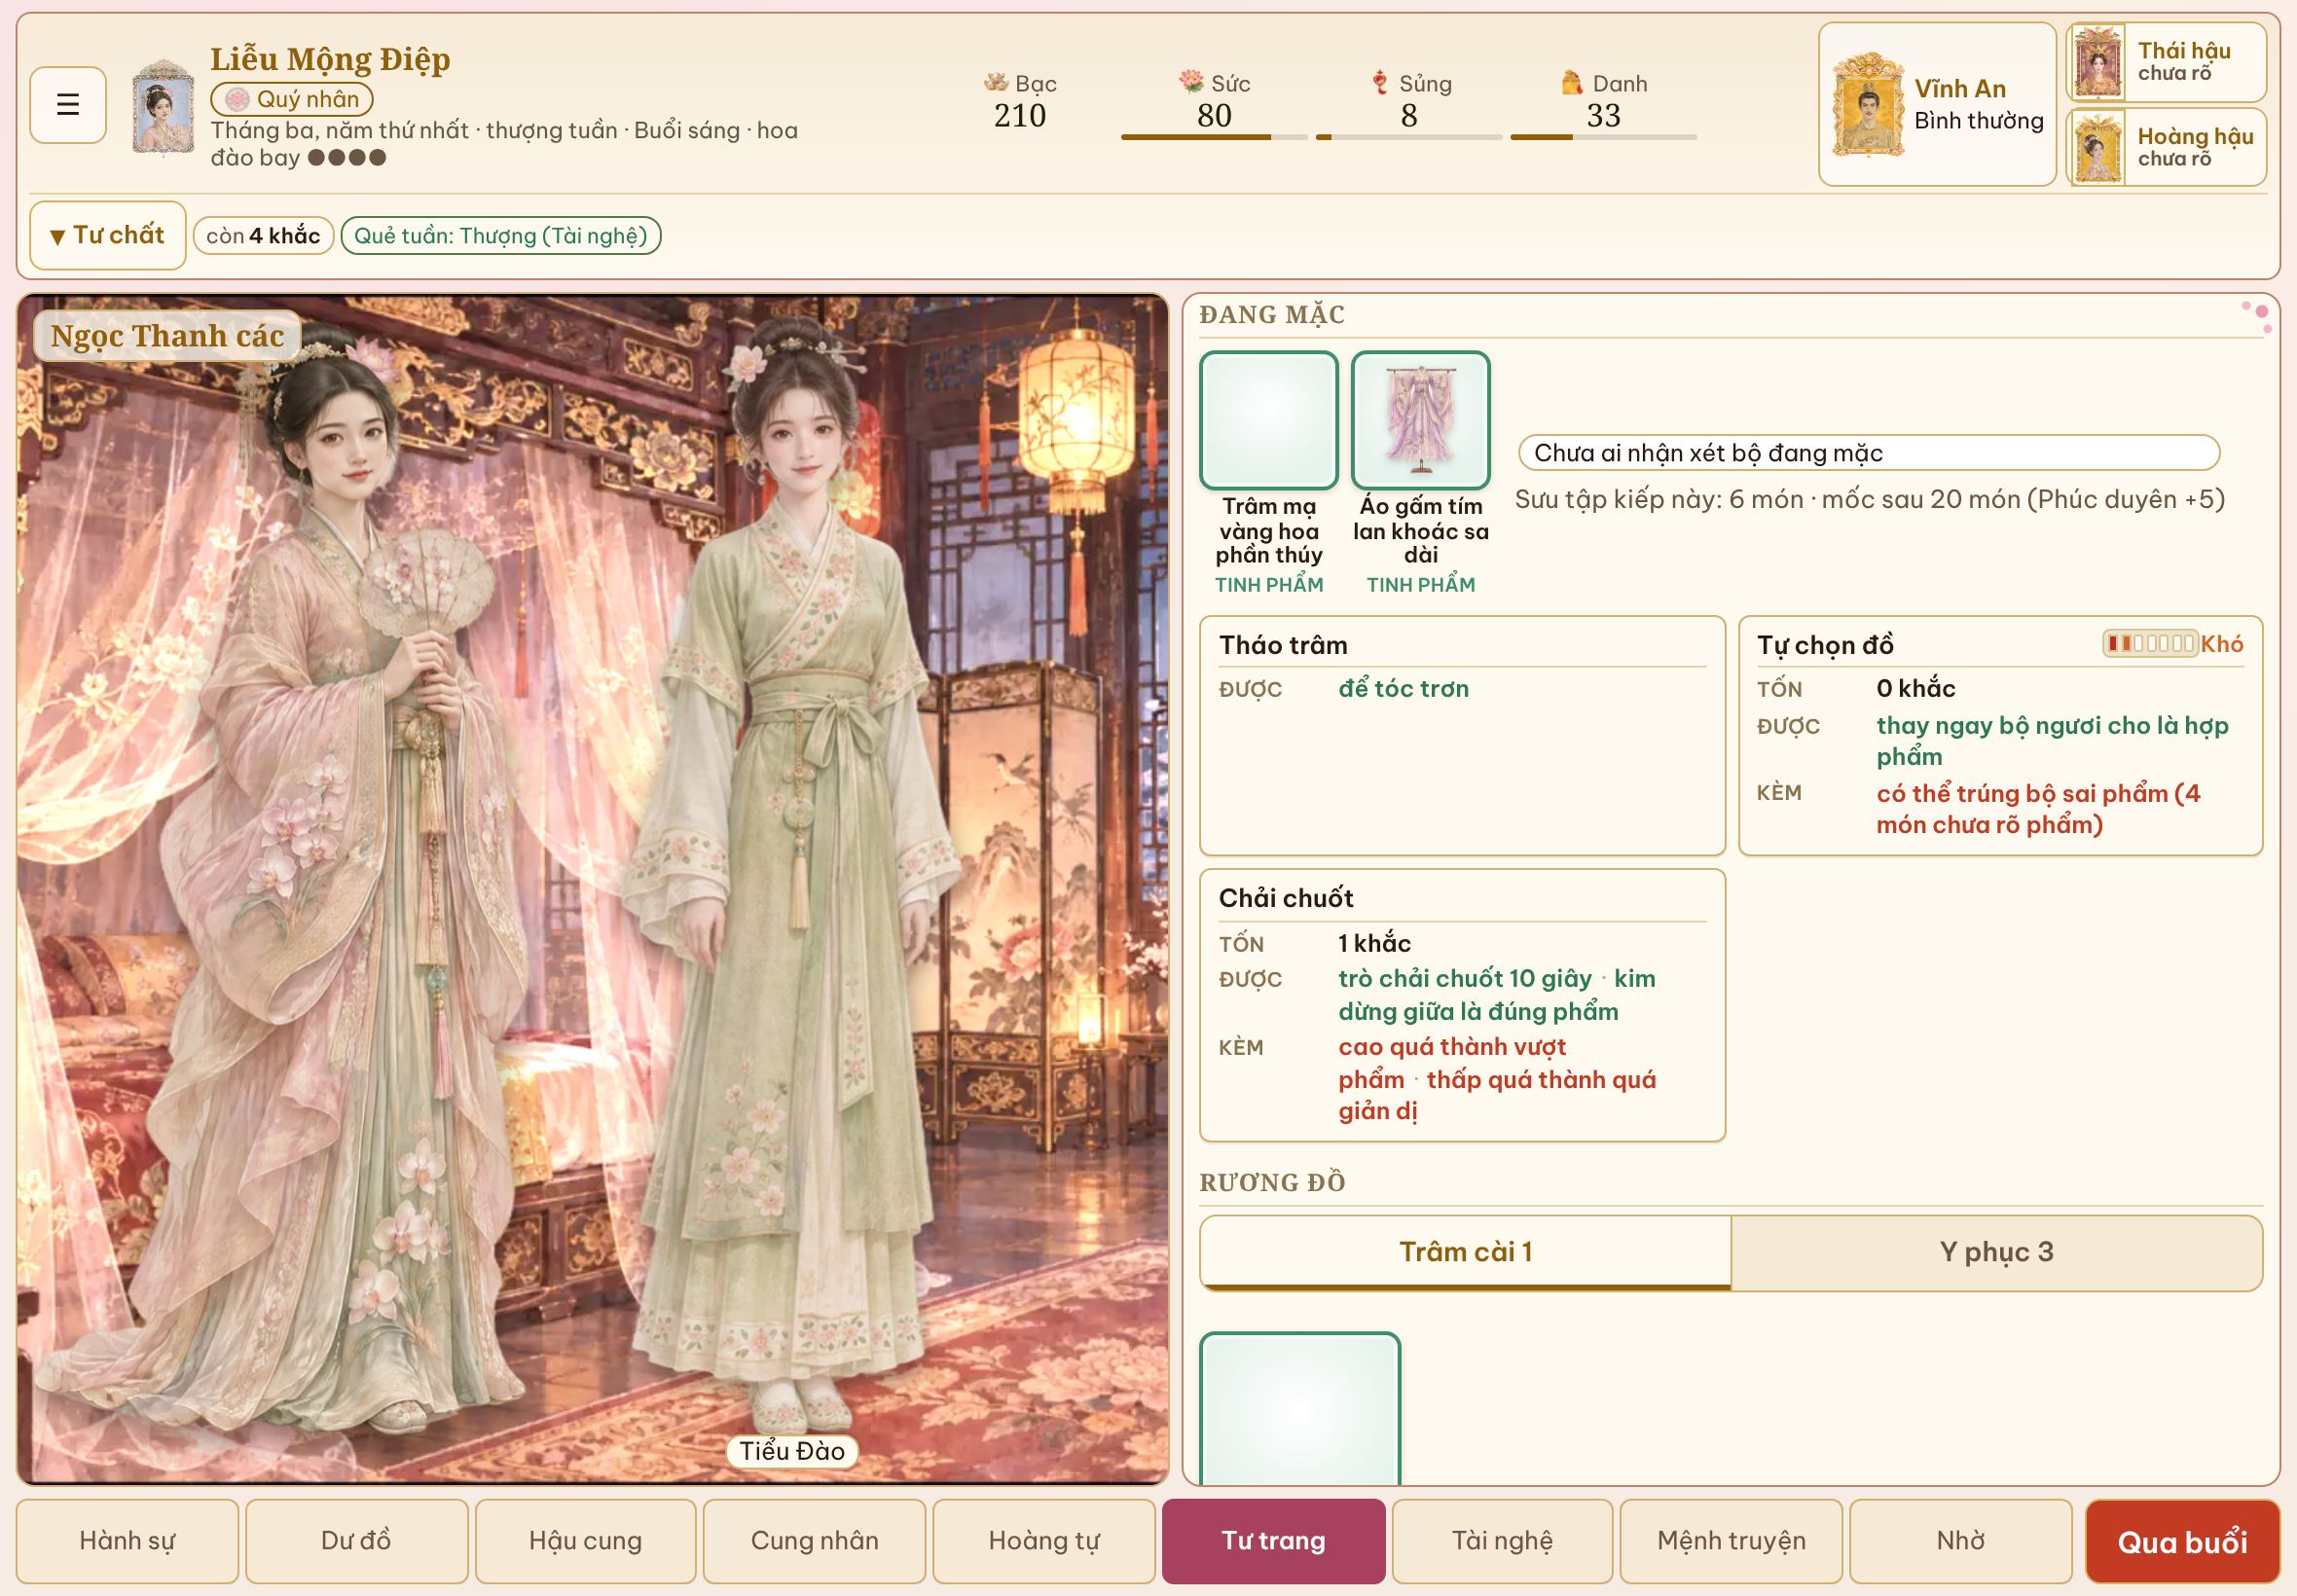 ☰
Liễu Mộng Điệp
Quý nhân
Tháng ba, năm thứ nhất · thượng tuần · Buổi sáng · hoa
đào bay ●●●●
Bạc
210
Sức
80
Sủng
8
Danh
33
Vĩnh An
Bình thường
Thái hậu
chưa rõ
Hoàng hậu
chưa rõ
▼ Tư chất
còn 4 khắc
Quẻ tuần: Thượng (Tài nghệ)
Ngọc Thanh các
Tiểu Đào
ĐANG MẶC
Trâm mạ
vàng hoa
phần thúy
TINH PHẨM
Áo gấm tím
lan khoác sa
dài
TINH PHẨM
Chưa ai nhận xét bộ đang mặc
Sưu tập kiếp này: 6 món · mốc sau 20 món (Phúc duyên +5)
Tháo trâm
ĐƯỢC để tóc trơn
Tự chọn đồ Khó
TỐN 0 khắc
ĐƯỢC thay ngay bộ ngươi cho là hợp
phẩm
KÈM có thể trúng bộ sai phẩm (4
món chưa rõ phẩm)
Chải chuốt
TỐN 1 khắc
ĐƯỢC trò chải chuốt 10 giây · kim
dừng giữa là đúng phẩm
KÈM cao quá thành vượt
phẩm · thấp quá thành quá
giản dị
RƯƠNG ĐỒ
Trâm cài 1
Y phục 3
Hành sự
Dư đồ
Hậu cung
Cung nhân
Hoàng tự
Tư trang
Tài nghệ
Mệnh truyện
Nhờ
Qua buổi